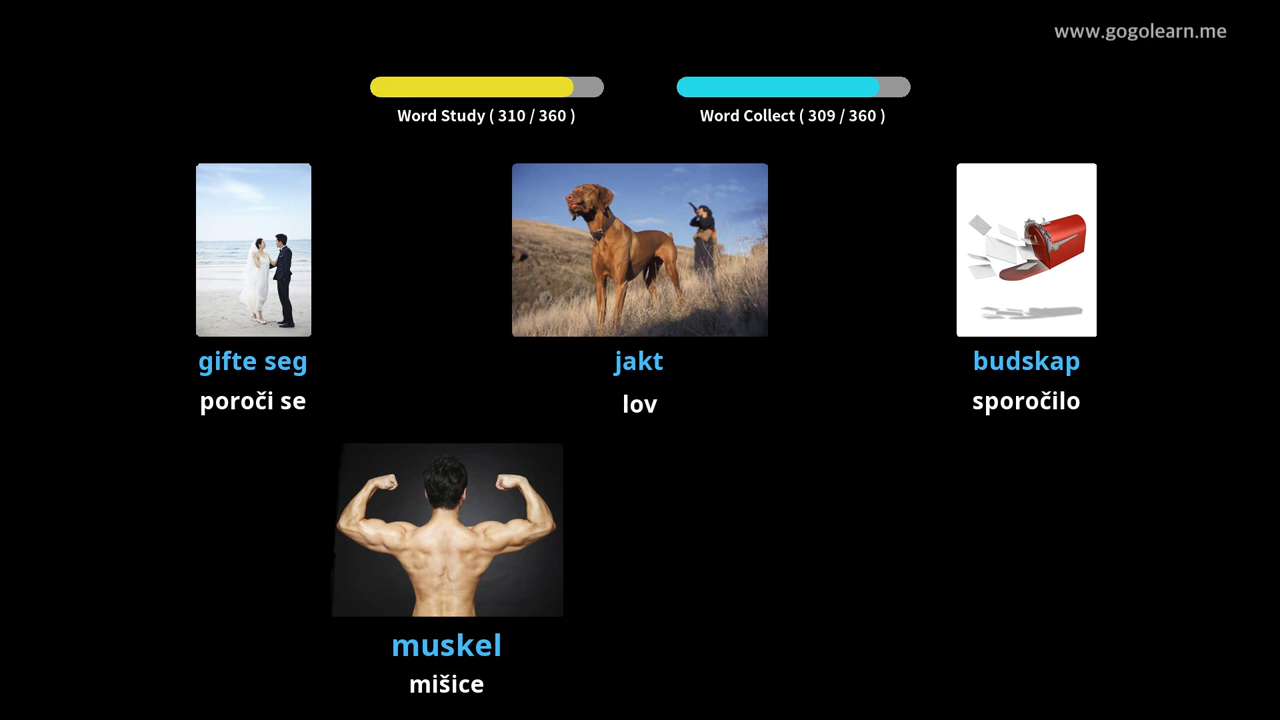 www.gogolearn.me
Word Study ( 310 / 360 )
Word Collect ( 309 / 360 )
gifte seg
jakt
budskap
poroči se
lov
sporočilo
muskel
mišice